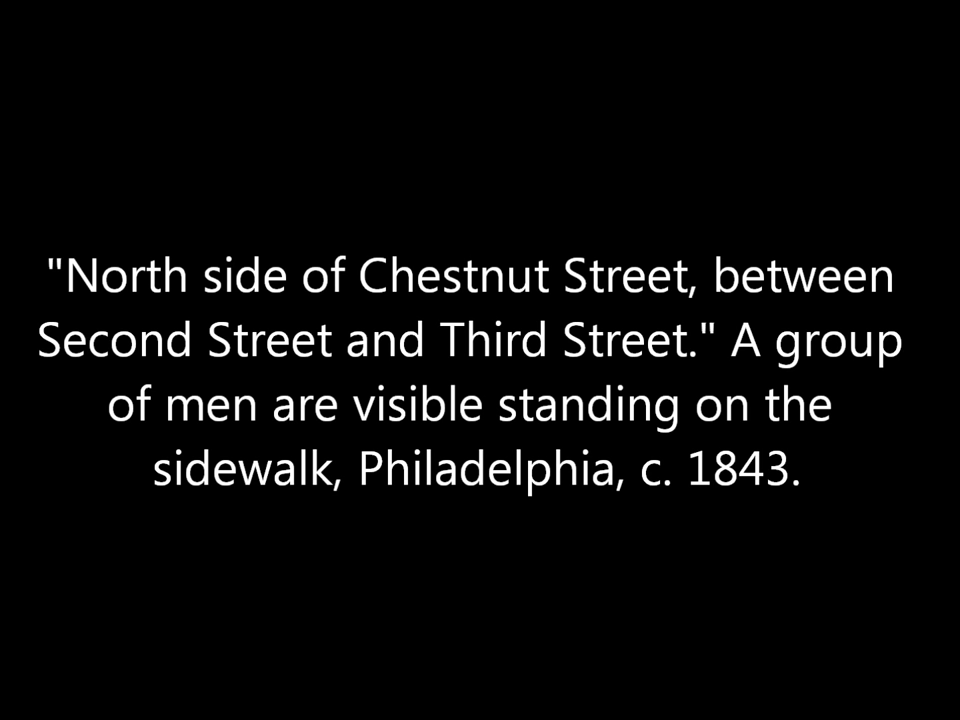 "North side of Chestnut Street, between
Second Street and Third Street." A group
of men are visible standing on the
sidewalk, Philadelphia, c. 1843.